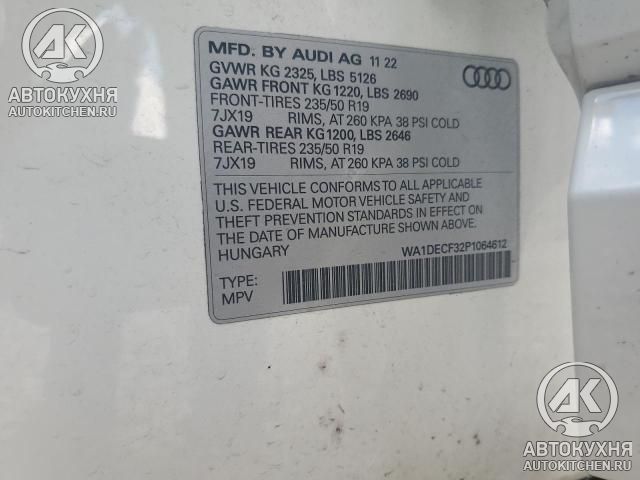 MFD. BY AUDI AG 11 22
GVWR KG 2325, LBS 5126
GAWR FRONT KG 1220, LBS 2690
FRONT-TIRES 235/50 R19
7JX19 RIMS, AT 260 KPA 38 PSI COLD
GAWR REAR KG1200, LBS 2646
REAR-TIRES 235/50 R19
7JX19 RIMS, AT 260 KPA 38 PSI COLD
THIS VEHICLE CONFORMS TO ALL APPLICABLE
U.S. FEDERAL MOTOR VEHICLE SAFETY AND
THEFT PREVENTION STANDARDS IN EFFECT ON
THE DATE OF MANUFACTURE SHOWN ABOVE.
HUNGARY
WA1DECF32P1064612
TYPE:
MPV
АК
АВТОКУХНЯ
AUTOKITCHEN.RU
АК
АВТОКУХНЯ
AUTOKITCHEN.RU